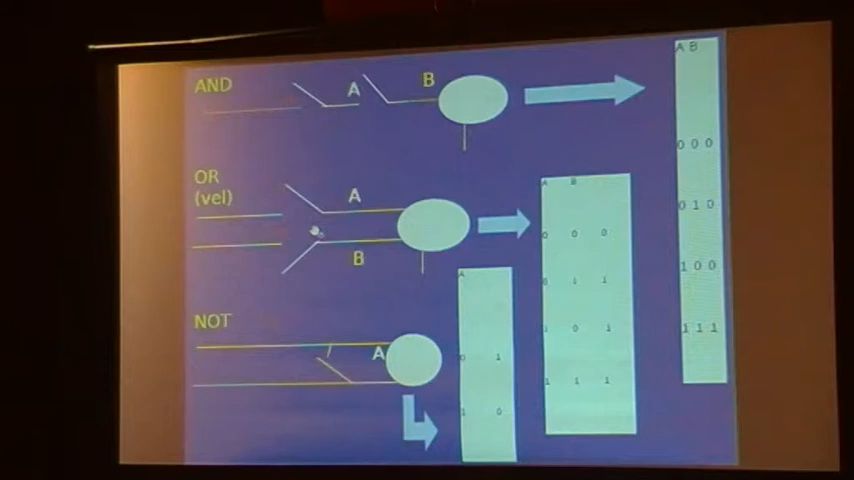 AND
A
B
OR
(vel)
A
B
NOT
A
A B
0 0 0
0 1 0
1 0 0
1 1 1
A B
0 0 0
0 1 1
1 0 1
1 1 1
A
0 1
1 0